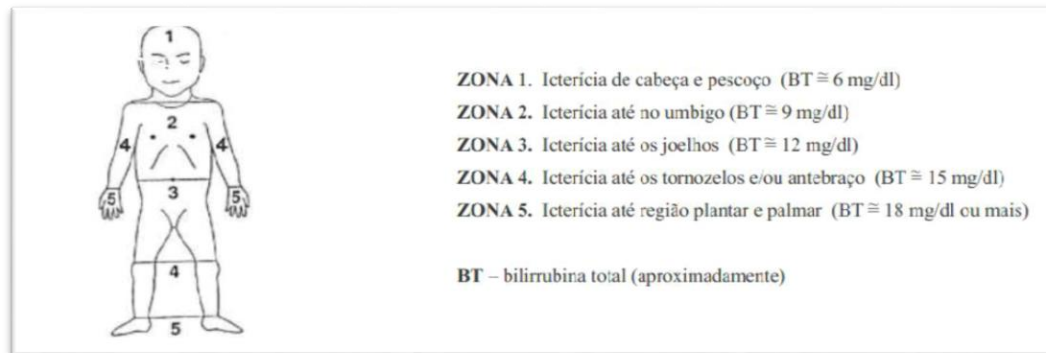 1
2
4
4
3
5
5
4
5
ZONA 1. Icterícia de cabeça e pescoço (BT ≅ 6 mg/dl)
ZONA 2. Icterícia até no umbigo (BT ≅ 9 mg/dl)
ZONA 3. Icterícia até os joelhos (BT ≅ 12 mg/dl)
ZONA 4. Icterícia até os tornozelos e/ou antebraço (BT ≅ 15 mg/dl)
ZONA 5. Icterícia até região plantar e palmar (BT ≅ 18 mg/dl ou mais)
BT – bilirrubina total (aproximadamente)